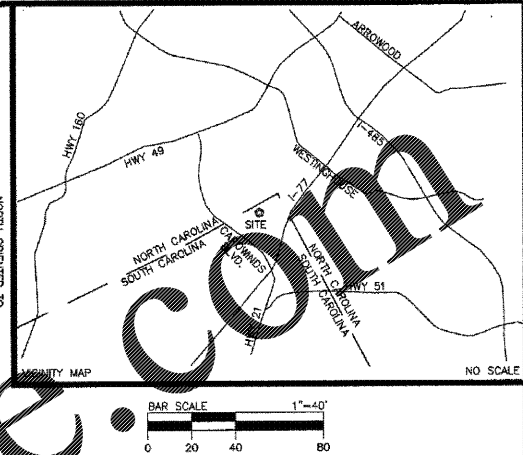 ARROWOOD
HWY 160
I-485
HWY 49
WESTINGHOUSE
I-77
SITE
NORTH CAROLINA
SOUTH CAROLINA
CAROWINDS
BLVD.
NORTH CAROLINA
SOUTH CAROLINA
HWY 51
HWY 21
VICINITY MAP
NO SCALE
e.com
BAR SCALE
1"=40'
0 20 40 80